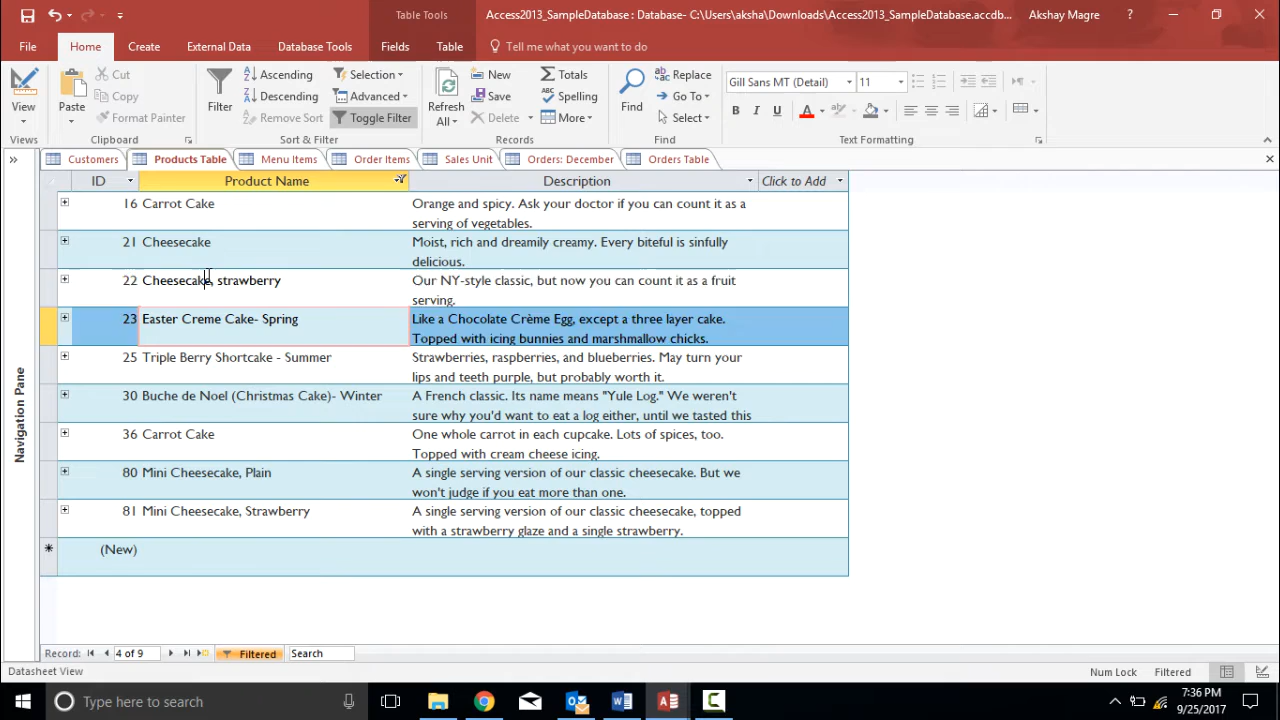 Table Tools
Access2013_SampleDatabase : Database- C:\Users\aksha\Downloads\Access2013_SampleDatabase.accdb...
Akshay Magre
?
File Home Create External Data Database Tools Fields Table Tell me what you want to do
View
Views
Paste
Cut
Copy
Format Painter
Clipboard
Filter
Ascending
Descending
Remove Sort
Selection
Advanced
Toggle Filter
Sort & Filter
Refresh All
New
Save
Delete
Totals
Spelling
More
Records
Find
Replace
Go To
Select
Find
Gill Sans MT (Detail) 11
B I U A
Text Formatting
Customers Products Table Menu Items Order Items Sales Unit Orders: December Orders Table
Navigation Pane
ID Product Name Description Click to Add
16 Carrot Cake Orange and spicy. Ask your doctor if you can count it as a
serving of vegetables.
21 Cheesecake Moist, rich and dreamily creamy. Every biteful is sinfully
delicious.
22 Cheesecake, strawberry Our NY-style classic, but now you can count it as a fruit
serving.
23 Easter Creme Cake- Spring Like a Chocolate Crème Egg, except a three layer cake.
Topped with icing bunnies and marshmallow chicks.
25 Triple Berry Shortcake - Summer Strawberries, raspberries, and blueberries. May turn your
lips and teeth purple, but probably worth it.
30 Buche de Noel (Christmas Cake)- Winter A French classic. Its name means "Yule Log." We weren't
sure why you'd want to eat a log either, until we tasted this
36 Carrot Cake One whole carrot in each cupcake. Lots of spices, too.
Topped with cream cheese icing.
80 Mini Cheesecake, Plain A single serving version of our classic cheesecake. But we
won't judge if you eat more than one.
81 Mini Cheesecake, Strawberry A single serving version of our classic cheesecake, topped
with a strawberry glaze and a single strawberry.
(New)
Record: 4 of 9 Filtered Search
Datasheet View Num Lock Filtered
Type here to search
7:36 PM
9/25/2017